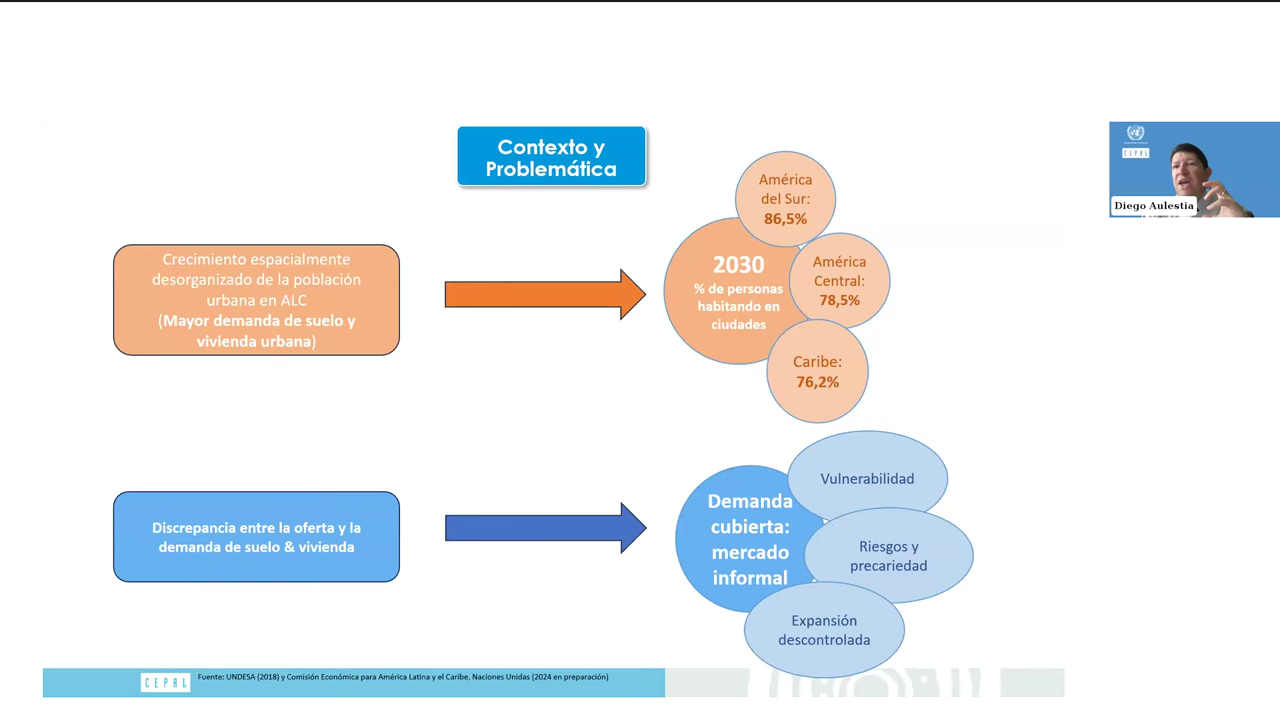 Contexto y
Problemática
Crecimiento espacialmente
desorganizado de la población
urbana en ALC
(Mayor demanda de suelo y
vivienda urbana)
2030
% de personas
habitando en
ciudades
América
del Sur:
86,5%
América
Central:
78,5%
Caribe:
76,2%
Discrepancia entre la oferta y la
demanda de suelo & vivienda
Demanda
cubierta:
mercado
informal
Vulnerabilidad
Riesgos y
precariedad
Expansión
descontrolada
CEPAL
Fuente: UNDESA (2018) y Comisión Económica para América Latina y el Caribe, Naciones Unidas (2024 en preparación)
CEPAL
Diego Aulestia